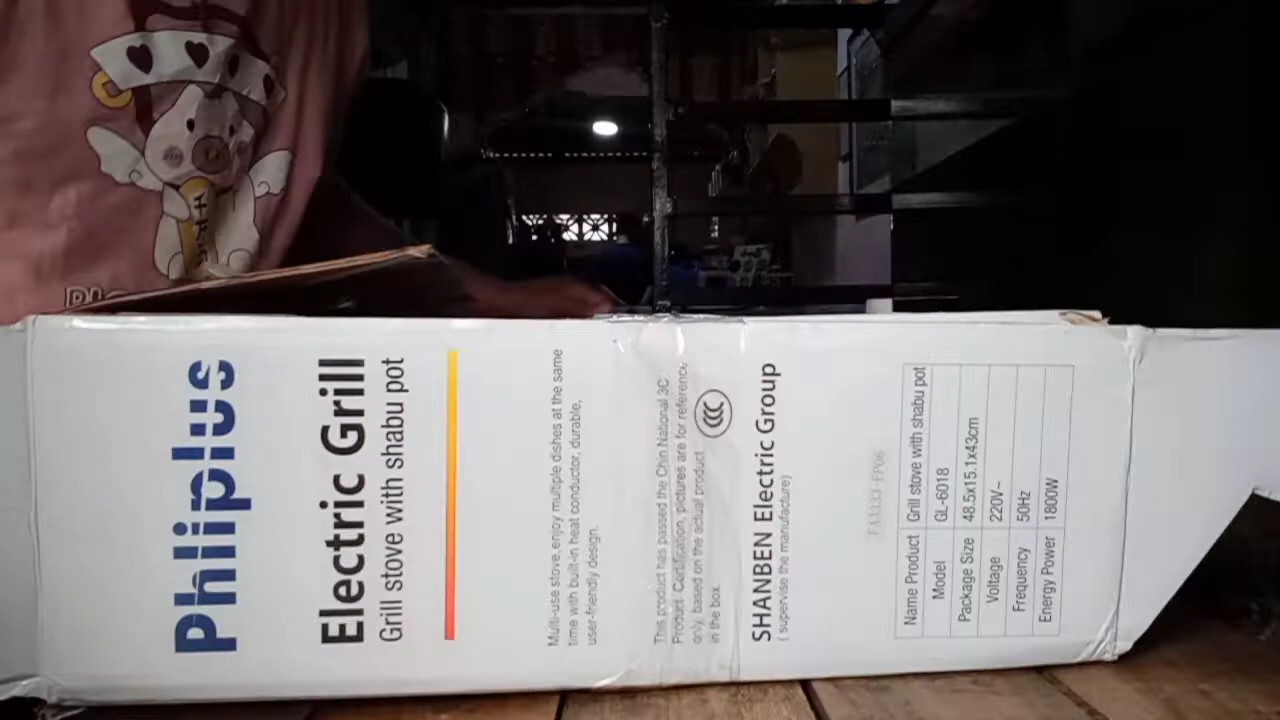 Phliplus
Electric Grill
Grill stove with shabu pot
Multi-use stove, enjoy multiple dishes at the same
time with built-in heat conductor, durable,
user-friendly design.
This product has passed the Chin National 3C
Product Certification, pictures are for reference
only, based on the actual product
in the box
SHANBEN Electric Group
( supervise the manufacture)
Name Product Grill stove with shabu pot
Model GL-6018
Package Size 48.5x15.1x43cm
Voltage 220V~
Frequency 50Hz
Energy Power 1800W